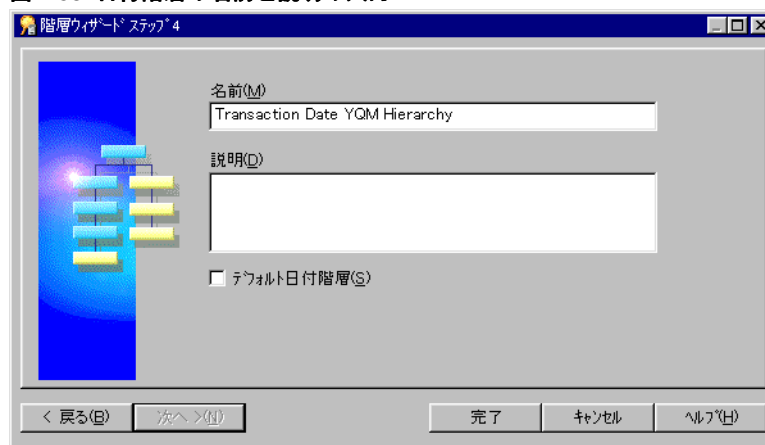 階層ウィザード ステップ 4
名前(M)
Transaction Date YQM Hierarchy
説明(D)
デフォルト日付階層(S)
< 戻る(B)
次へ >(N)
完了
キャンセル
ヘルプ(H)